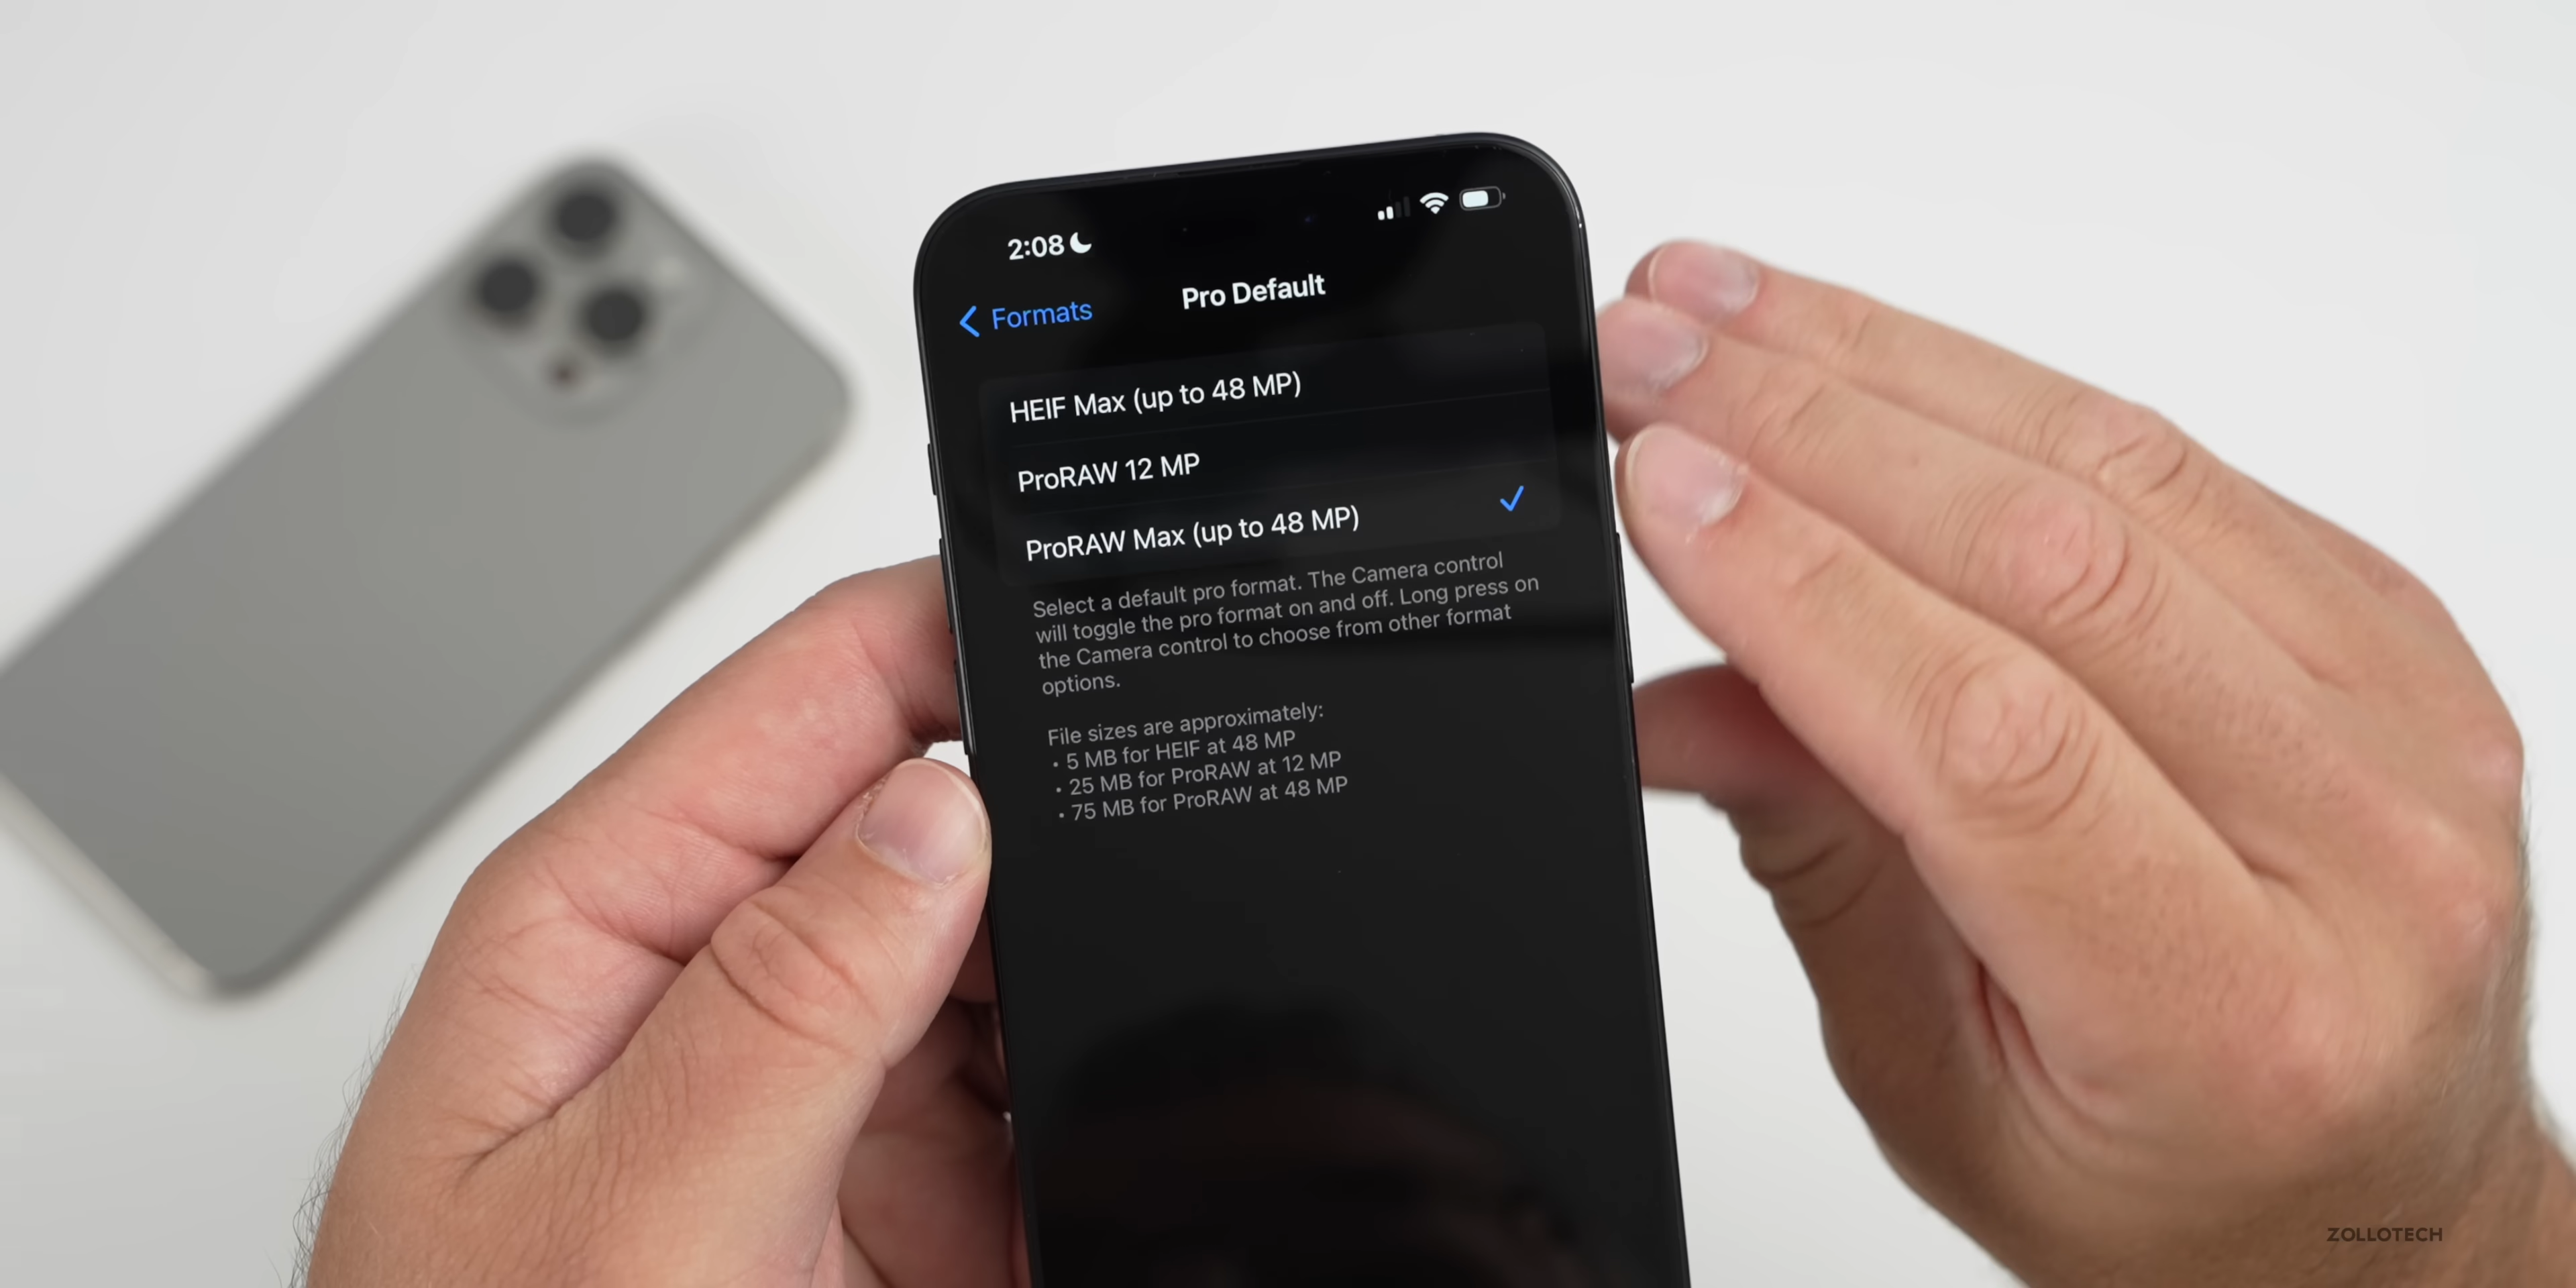 2:08
Formats
Pro Default
HEIF Max (up to 48 MP)
ProRAW 12 MP
ProRAW Max (up to 48 MP)
Select a default pro format. The Camera control
will toggle the pro format on and off. Long press on
the Camera control to choose from other format
options.
File sizes are approximately:
• 5 MB for HEIF at 48 MP
• 25 MB for ProRAW at 12 MP
• 75 MB for ProRAW at 48 MP
ZOLLOTECH